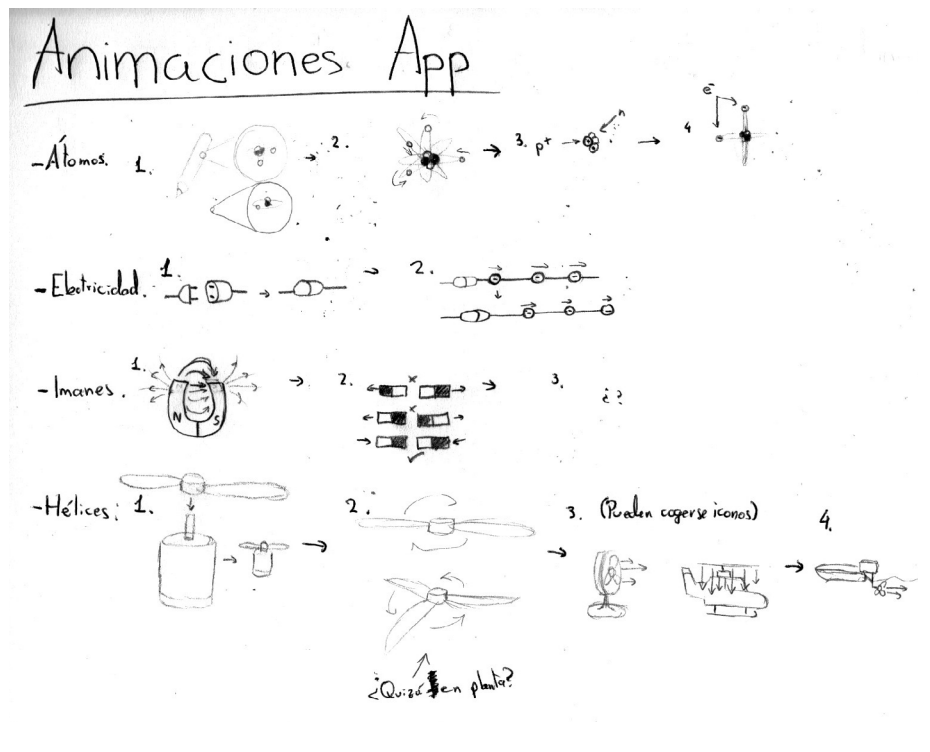 Animaciones App
-Átomos. 1. 2. 3. p+ n 4 e-
-Electricidad. 1. 2.
-Imanes. 1. N S 2. 3. ¿?
-Hélices: 1. 2. 3. (Pueden cogerse iconos) 4.
¿Quizá en planta?